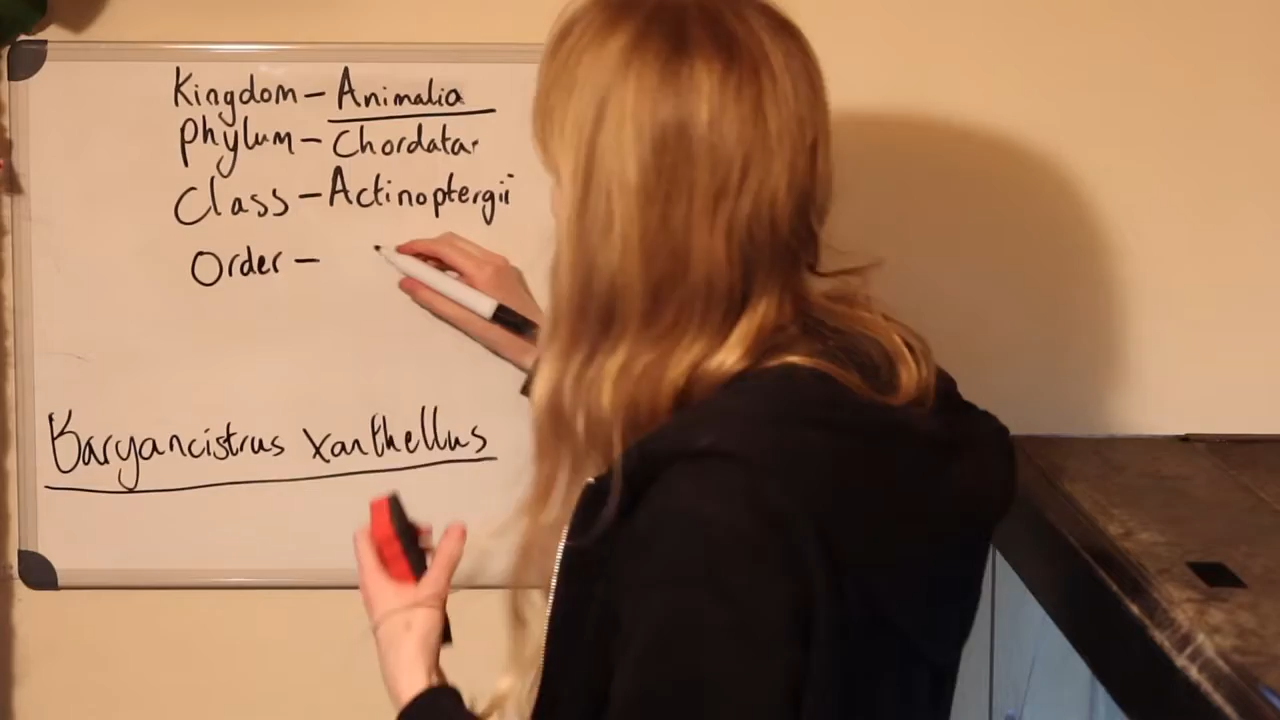 Kingdom - Animalia
Phylum - Chordata
Class - Actinoptergii
Order -
Baryancistrus xanthellus